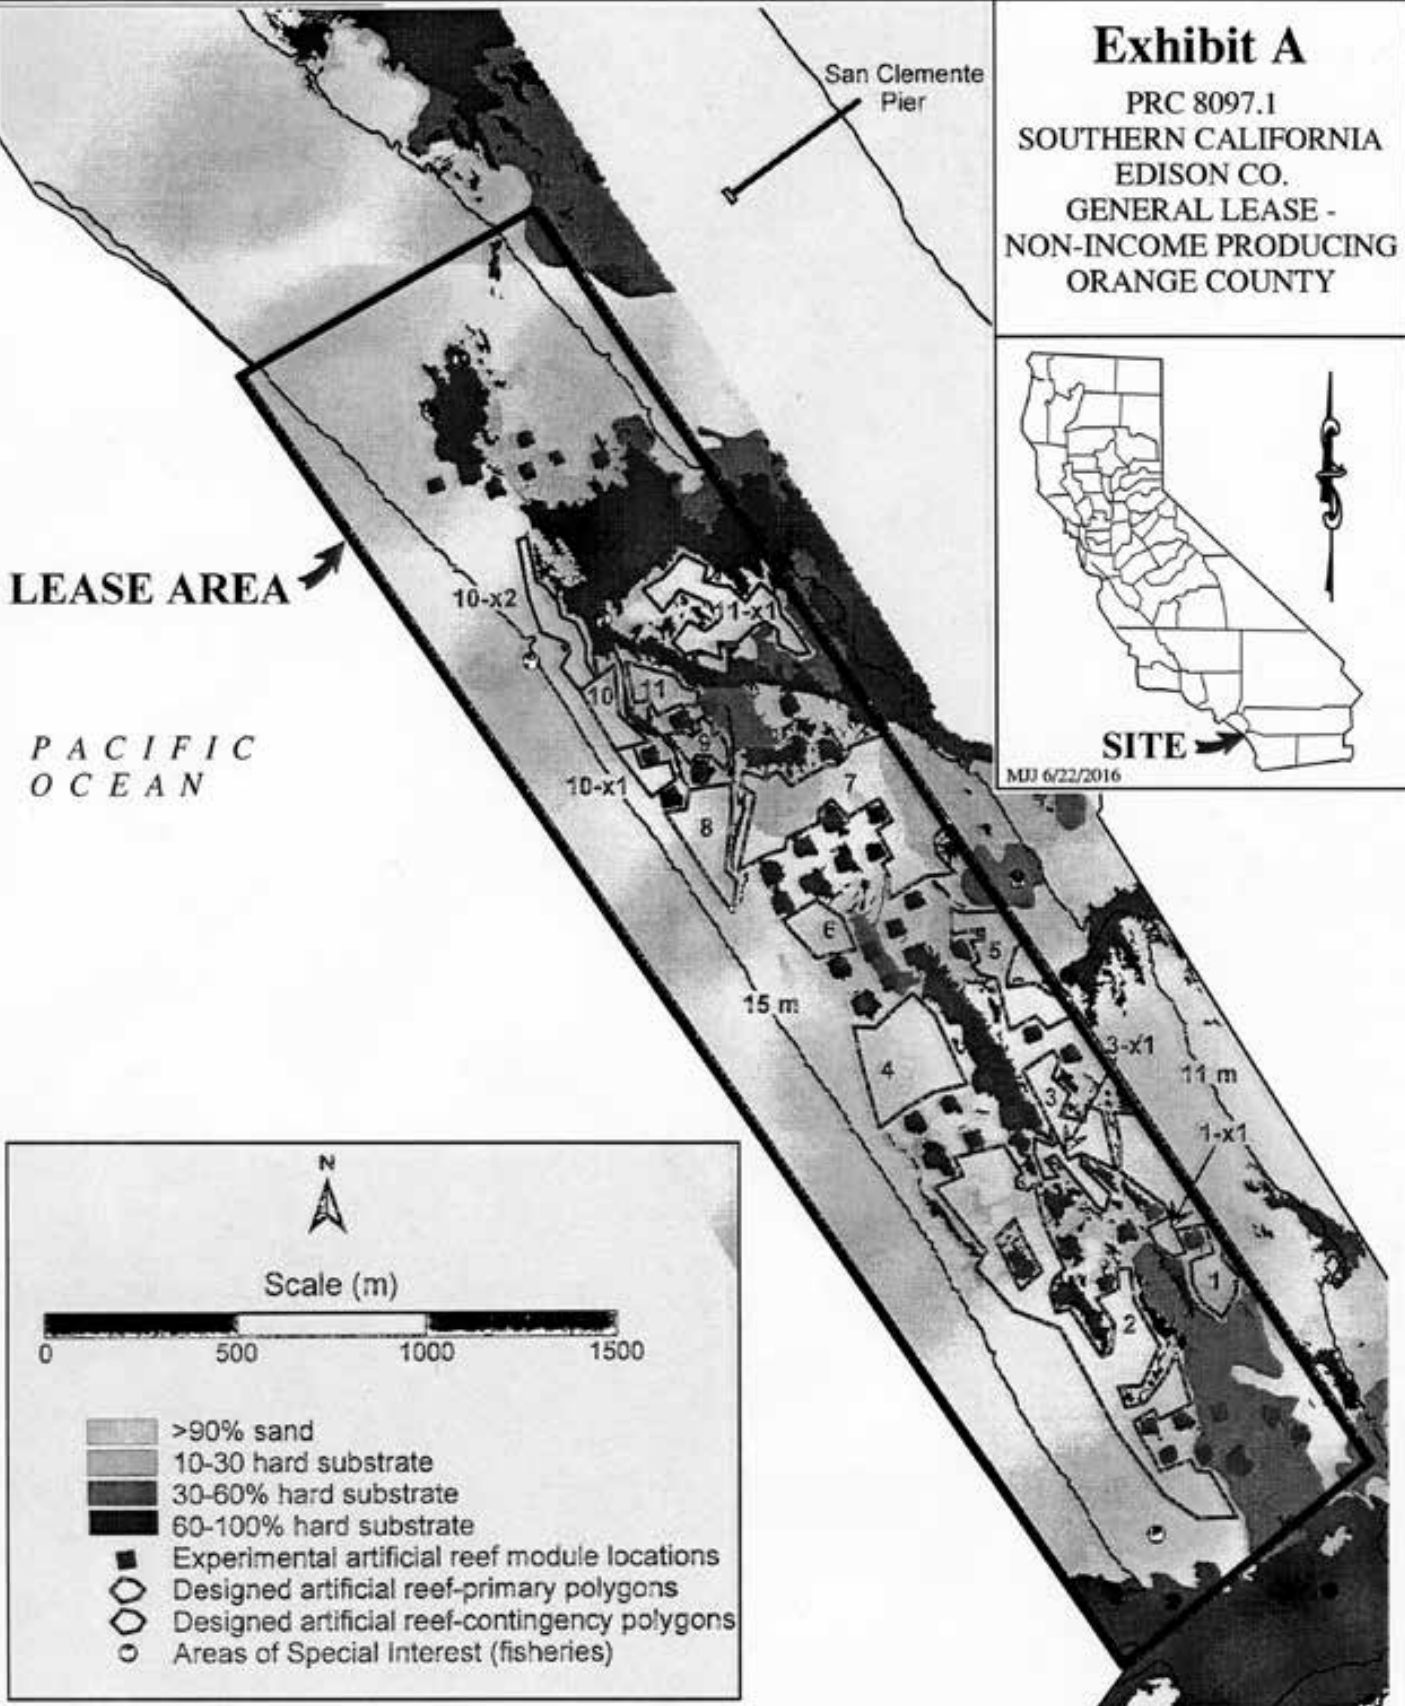 Exhibit A
PRC 8097.1
SOUTHERN CALIFORNIA
EDISON CO.
GENERAL LEASE -
NON-INCOME PRODUCING
ORANGE COUNTY
San Clemente
Pier
SITE
MJJ 6/22/2016
LEASE AREA
PACIFIC
OCEAN
10-x2
11-x1
10
11
9
10-x1
7
8
6
5
15 m
4
3-x1
3
11 m
1-x1
1
2
N
Scale (m)
0 500 1000 1500
>90% sand
10-30 hard substrate
30-60% hard substrate
60-100% hard substrate
Experimental artificial reef module locations
Designed artificial reef-primary polygons
Designed artificial reef-contingency polygons
Areas of Special Interest (fisheries)